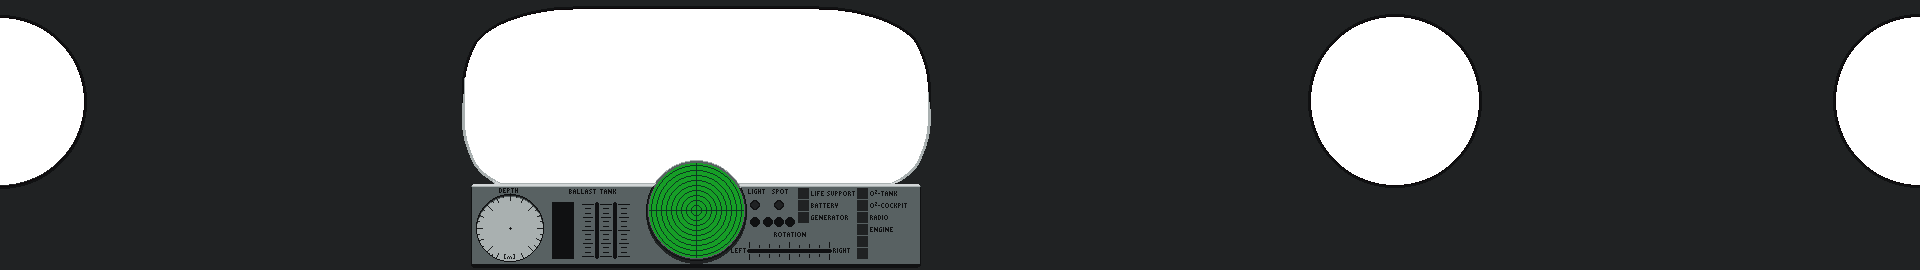 DEPTH
[m]
BALLAST TANK
LIGHT SPOT
LIFE SUPPORT
BATTERY
GENERATOR
ROTATION
LEFT
RIGHT
O²-TANK
O²-COCKPIT
RADIO
ENGINE